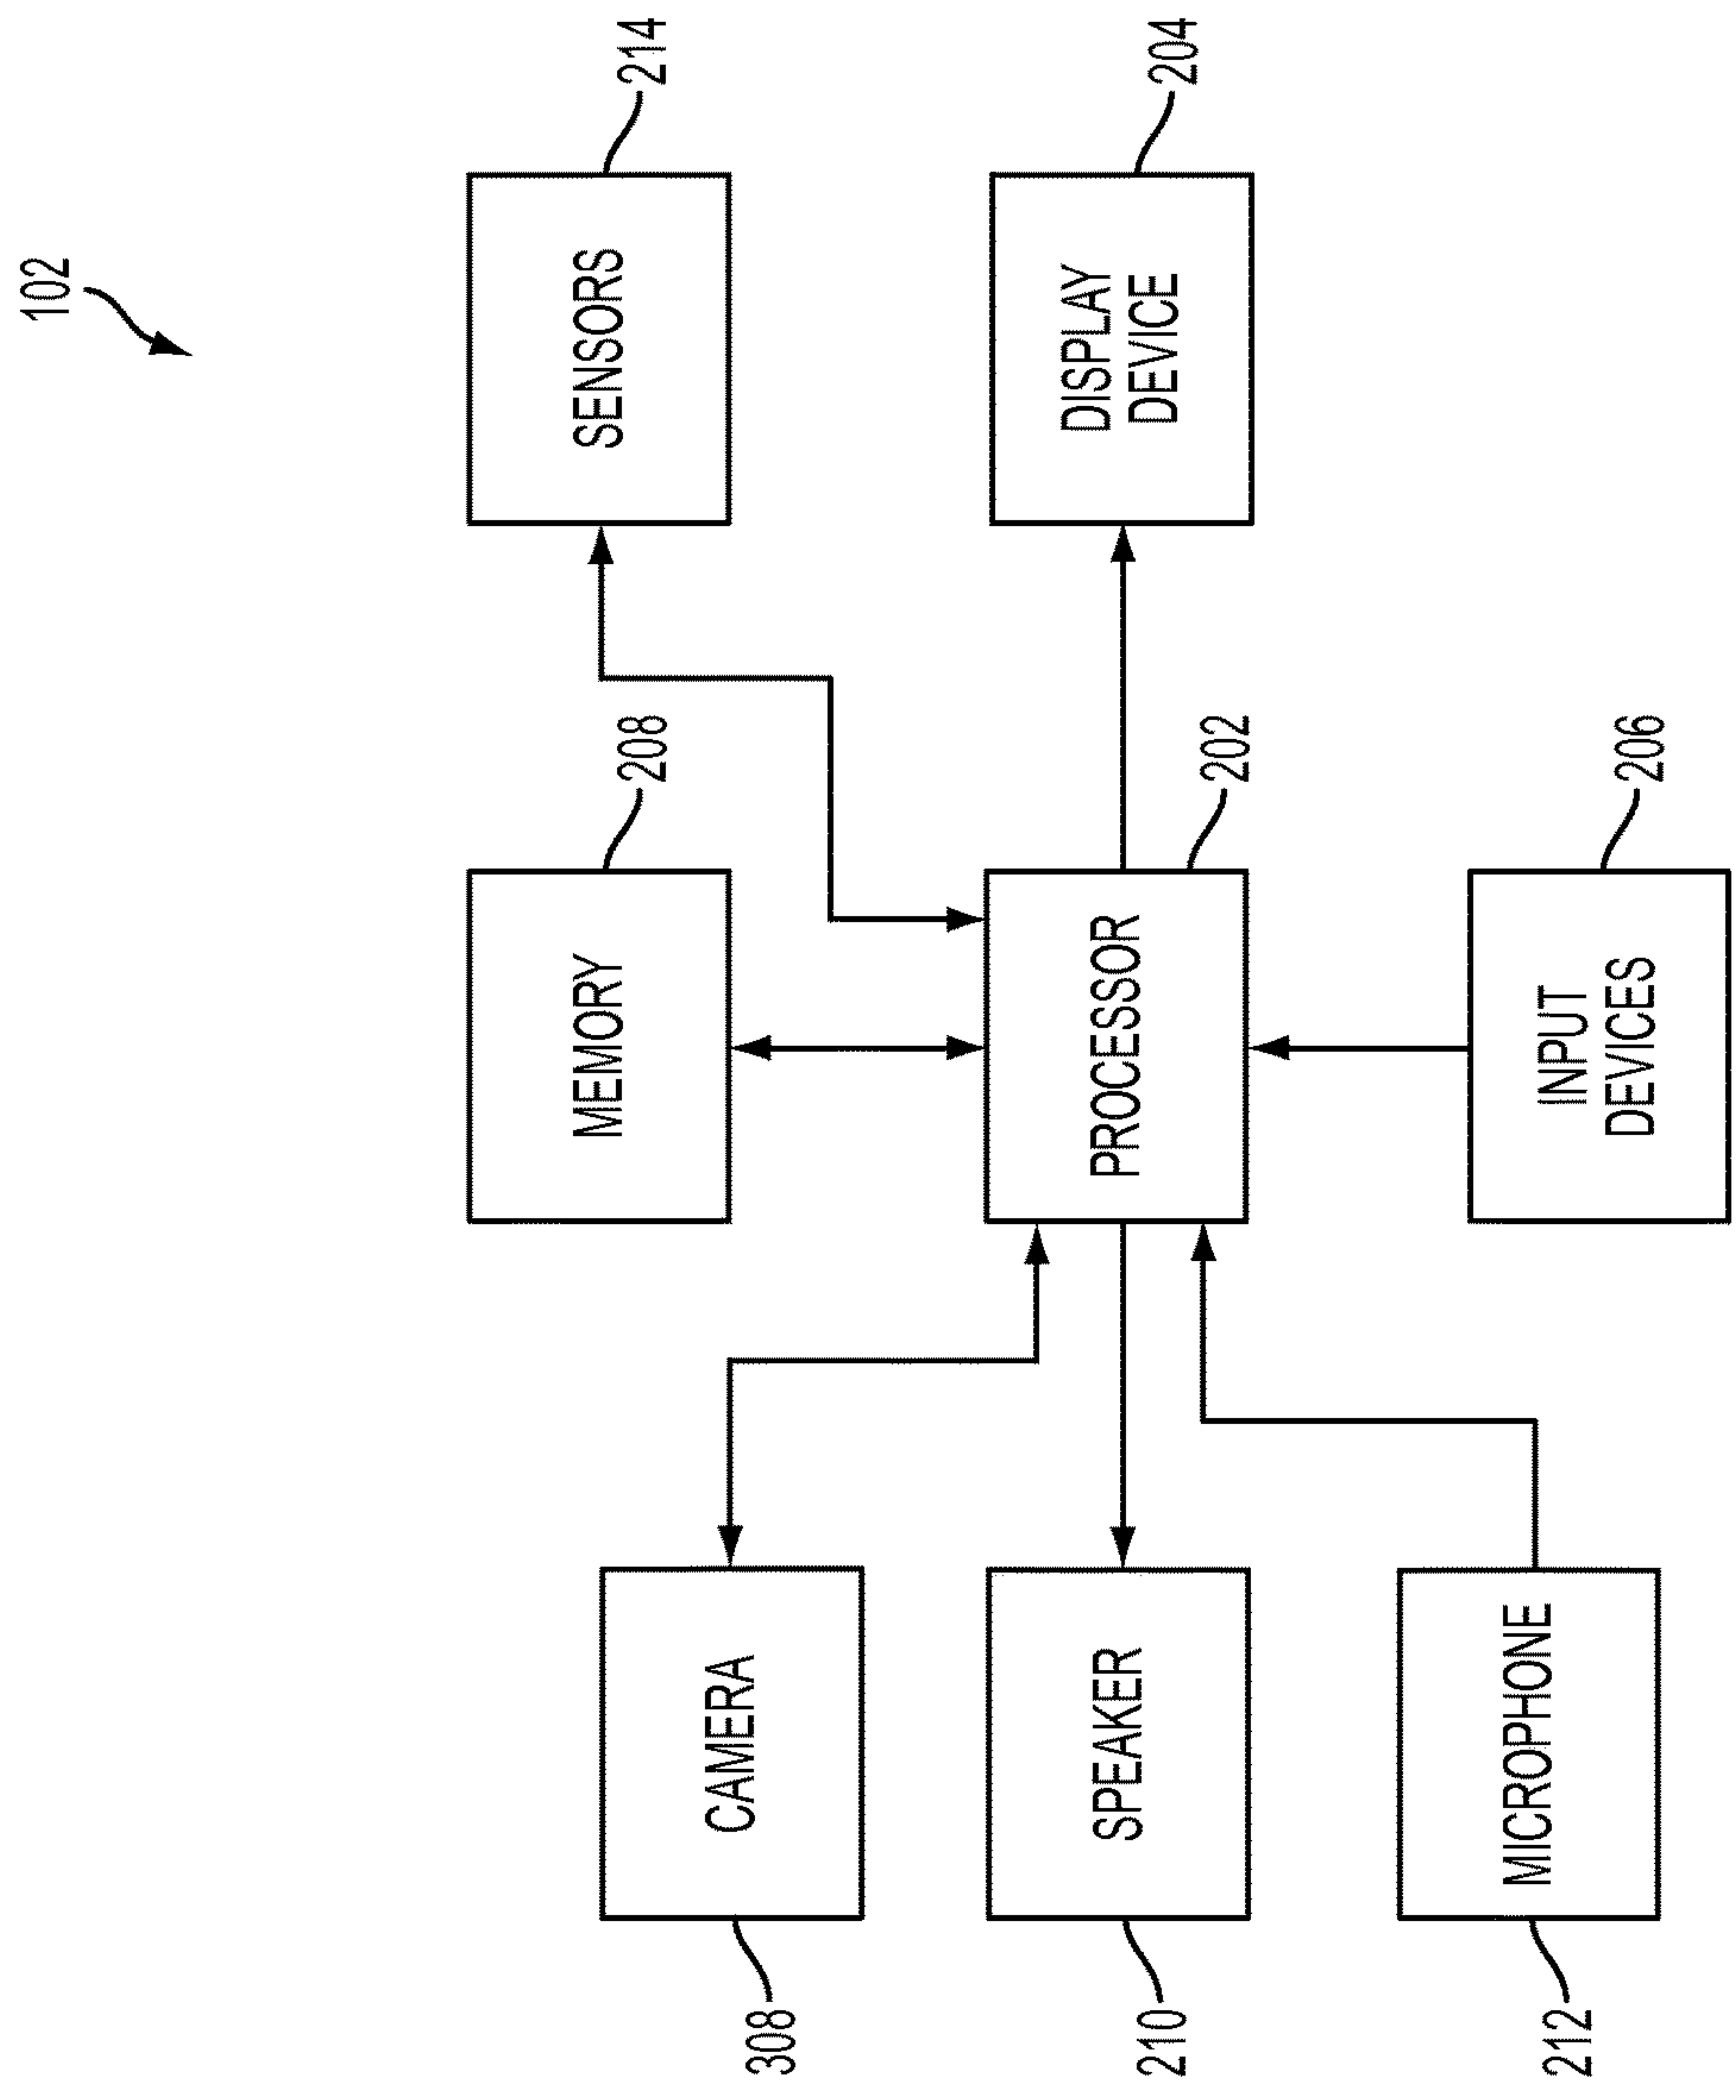 102
MEMORY
208
SENSORS
214
308
CAMERA
210
SPEAKER
PROCESSOR
202
DISPLAY
DEVICE
204
212
MICROPHONE
INPUT
DEVICES
206